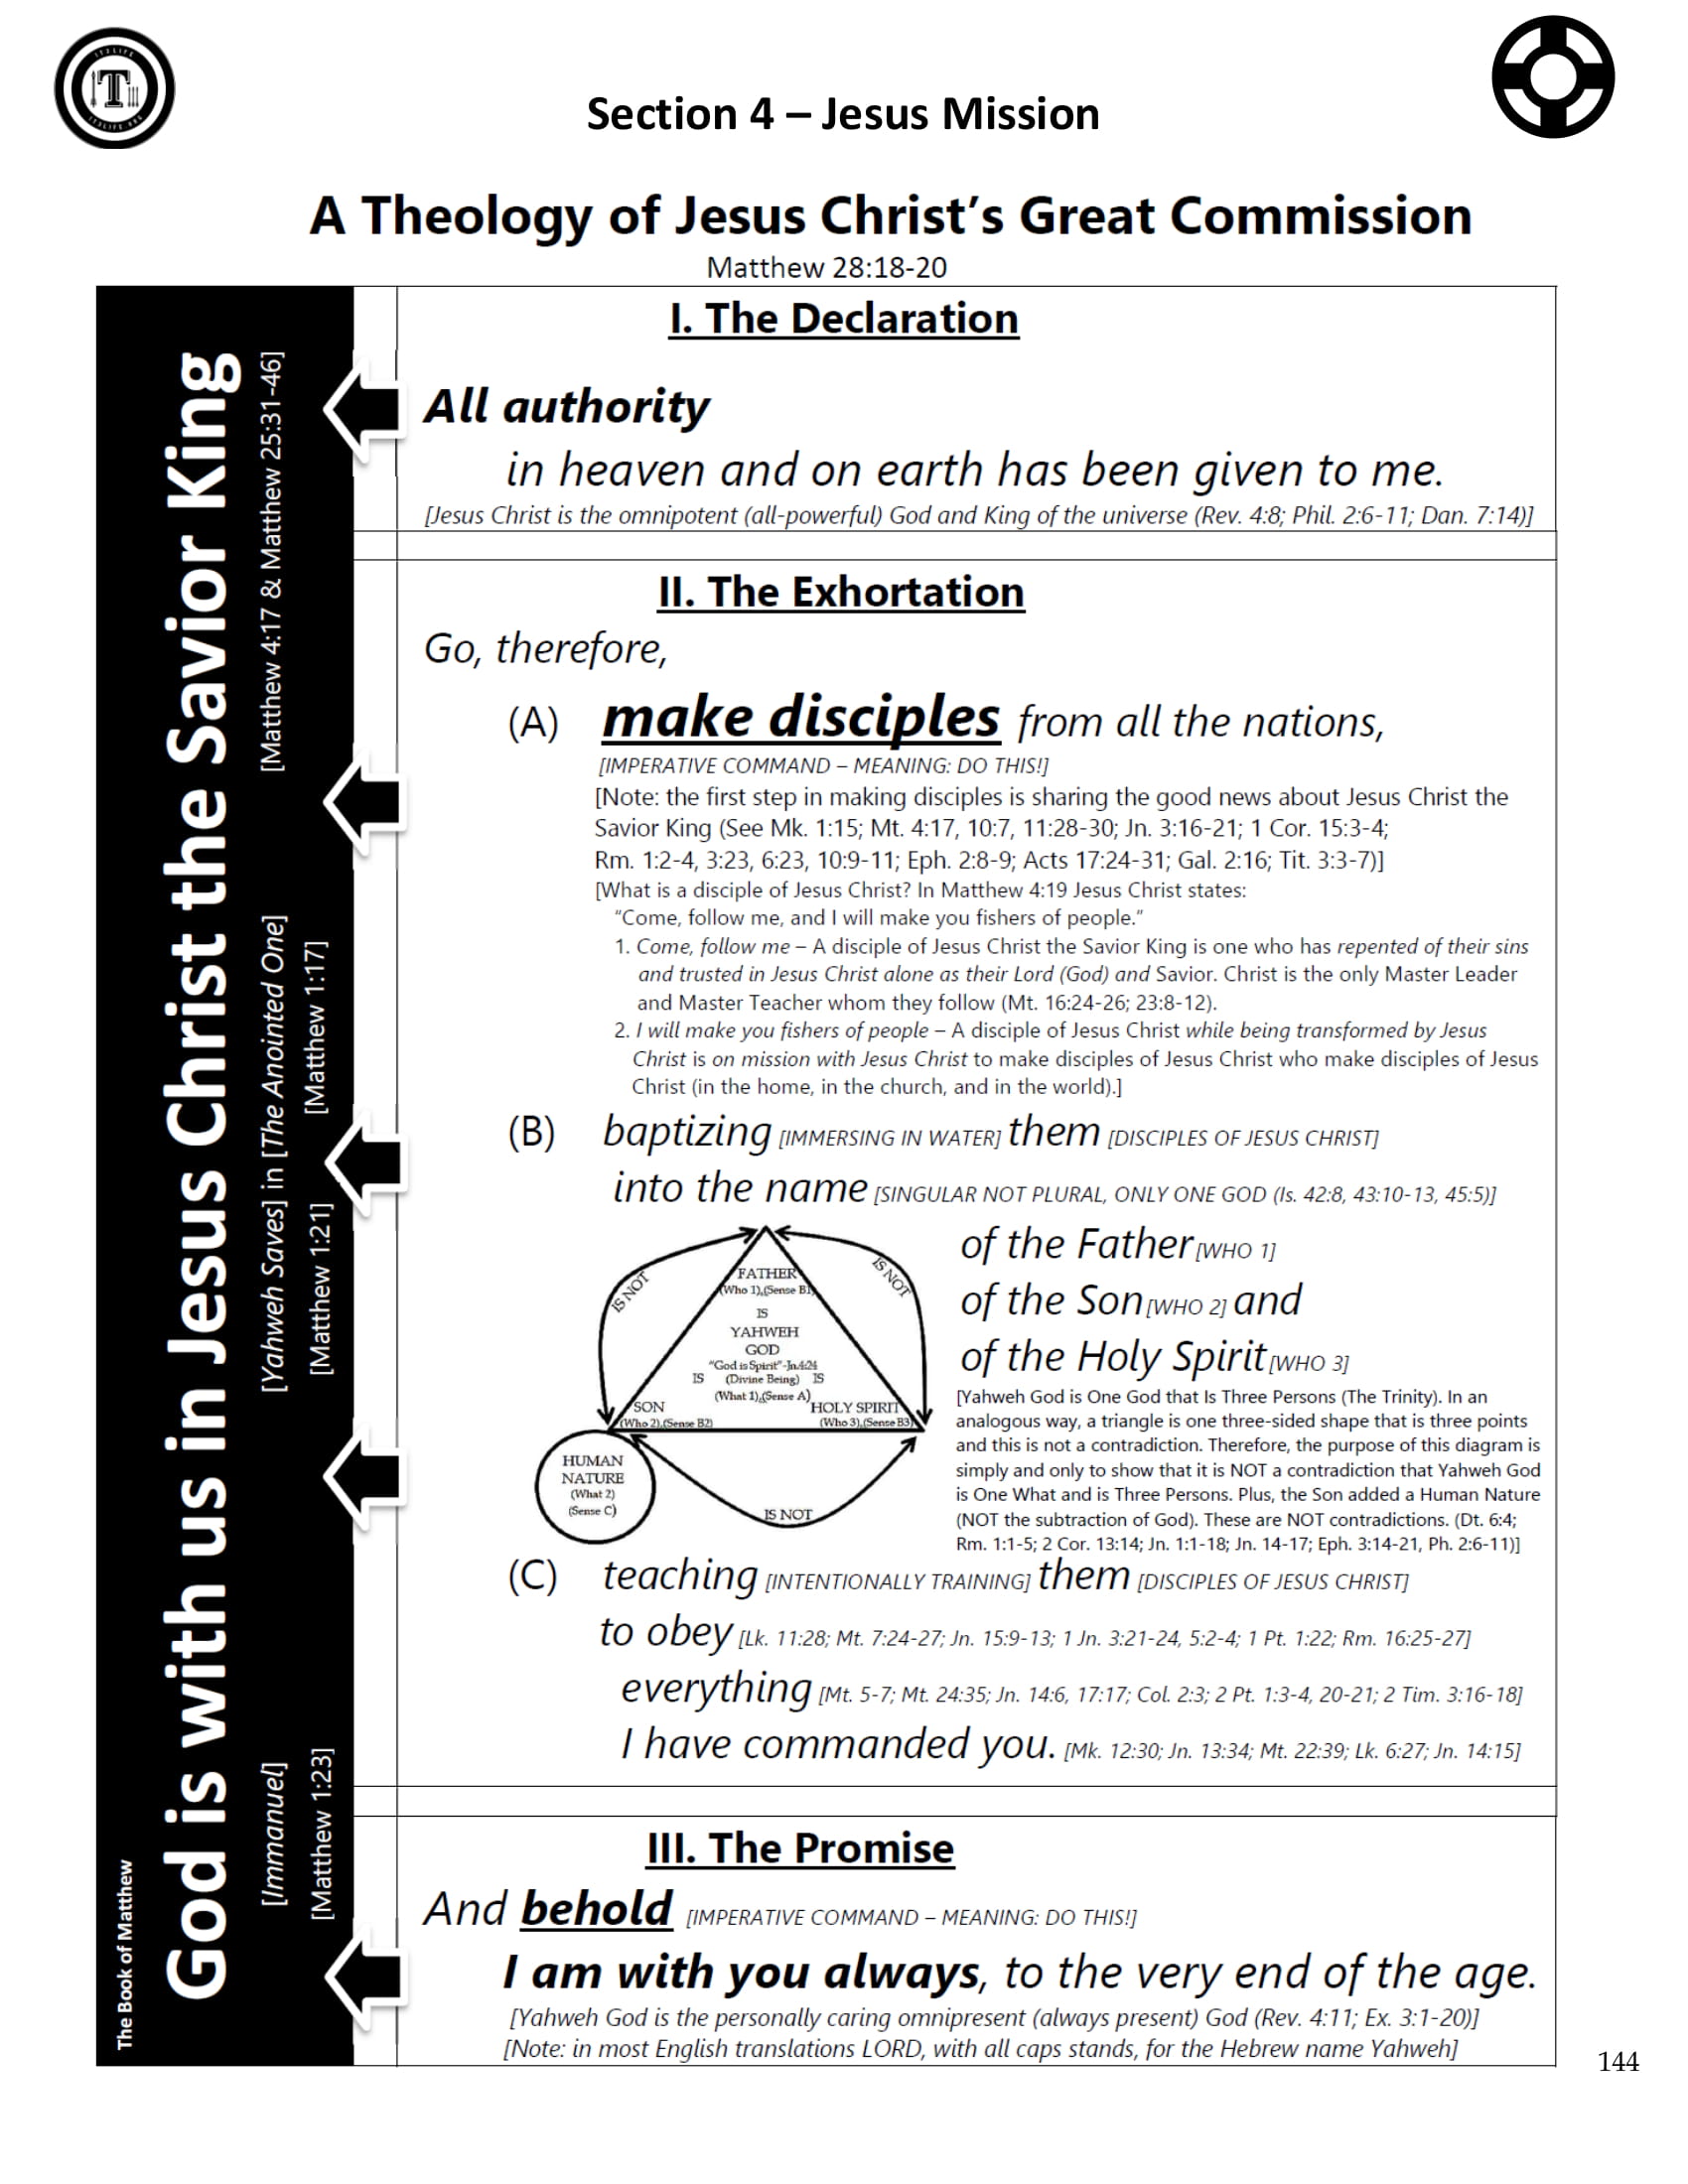 Section 4 – Jesus Mission
A Theology of Jesus Christ's Great Commission
Matthew 28:18-20
The Book of Matthew
God is with us in Jesus Christ the Savior King
[Immanuel]
[Matthew 1:23]
[Yahweh Saves] in [The Anointed One]
[Matthew 1:21]
[Matthew 1:17]
[Matthew 4:17 & Matthew 25:31-46]
I. The Declaration
All authority
in heaven and on earth has been given to me.
[Jesus Christ is the omnipotent (all-powerful) God and King of the universe (Rev. 4:8; Phil. 2:6-11; Dan. 7:14)]
II. The Exhortation
Go, therefore,
(A) make disciples from all the nations,
[IMPERATIVE COMMAND – MEANING: DO THIS!]
[Note: the first step in making disciples is sharing the good news about Jesus Christ the
Savior King (See Mk. 1:15; Mt. 4:17, 10:7, 11:28-30; Jn. 3:16-21; 1 Cor. 15:3-4;
Rm. 1:2-4, 3:23, 6:23, 10:9-11; Eph. 2:8-9; Acts 17:24-31; Gal. 2:16; Tit. 3:3-7)]
[What is a disciple of Jesus Christ? In Matthew 4:19 Jesus Christ states:
"Come, follow me, and I will make you fishers of people."
1. Come, follow me – A disciple of Jesus Christ the Savior King is one who has repented of their sins
and trusted in Jesus Christ alone as their Lord (God) and Savior. Christ is the only Master Leader
and Master Teacher whom they follow (Mt. 16:24-26; 23:8-12).
2. I will make you fishers of people – A disciple of Jesus Christ while being transformed by Jesus
Christ is on mission with Jesus Christ to make disciples of Jesus Christ who make disciples of Jesus
Christ (in the home, in the church, and in the world).]
(B) baptizing [IMMERSING IN WATER] them [DISCIPLES OF JESUS CHRIST]
into the name [SINGULAR NOT PLURAL, ONLY ONE GOD (Is. 42:8, 43:10-13, 45:5)]
of the Father [WHO 1]
of the Son [WHO 2] and
of the Holy Spirit [WHO 3]
IS NOT
IS NOT
FATHER
(Who 1),(Sense B1)
IS
YAHWEH
GOD
"God is Spirit"-Jn.4:24
IS (Divine Being) IS
(What 1),(Sense A)
SON
(Who 2),(Sense B2)
HOLY SPIRIT
(Who 3),(Sense B3)
HUMAN
NATURE
(What 2)
(Sense C)
IS NOT
[Yahweh God is One God that Is Three Persons (The Trinity). In an
analogous way, a triangle is one three-sided shape that is three points
and this is not a contradiction. Therefore, the purpose of this diagram is
simply and only to show that it is NOT a contradiction that Yahweh God
is One What and is Three Persons. Plus, the Son added a Human Nature
(NOT the subtraction of God). These are NOT contradictions. (Dt. 6:4;
Rm. 1:1-5; 2 Cor. 13:14; Jn. 1:1-18; Jn. 14-17; Eph. 3:14-21, Ph. 2:6-11)]
(C) teaching [INTENTIONALLY TRAINING] them [DISCIPLES OF JESUS CHRIST]
to obey [Lk. 11:28; Mt. 7:24-27; Jn. 15:9-13; 1 Jn. 3:21-24, 5:2-4; 1 Pt. 1:22; Rm. 16:25-27]
everything [Mt. 5-7; Mt. 24:35; Jn. 14:6, 17:17; Col. 2:3; 2 Pt. 1:3-4, 20-21; 2 Tim. 3:16-18]
I have commanded you. [Mk. 12:30; Jn. 13:34; Mt. 22:39; Lk. 6:27; Jn. 14:15]
III. The Promise
And behold [IMPERATIVE COMMAND – MEANING: DO THIS!]
I am with you always, to the very end of the age.
[Yahweh God is the personally caring omnipresent (always present) God (Rev. 4:11; Ex. 3:1-20)]
[Note: in most English translations LORD, with all caps stands, for the Hebrew name Yahweh]
144